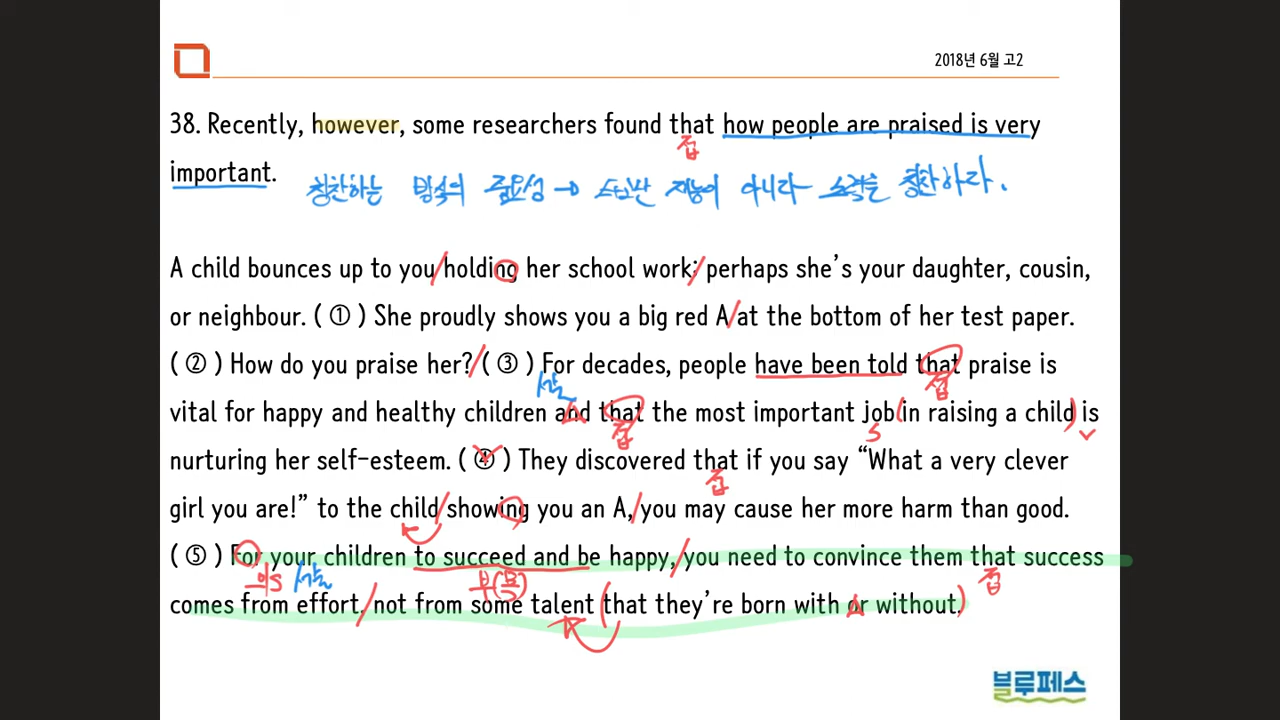 2018년 6월 고2
38. Recently, however, some researchers found that how people are praised is very
접
important.
칭찬하는 방식의 중요성 → 타고난 재능이 아니라 노력을 칭찬하라.
A child bounces up to you/holding her school work;/perhaps she's your daughter, cousin,
or neighbour. ( ① ) She proudly shows you a big red A/at the bottom of her test paper.
( ② ) How do you praise her?/( ③ ) For decades, people have been told that praise is
접
vital for happy and healthy children and that the most important job(in raising a child) is
접 S V
nurturing her self-esteem. ( ④ ) They discovered that if you say “What a very clever
접
girl you are!” to the child/showing you an A,/you may cause her more harm than good.
( ⑤ ) For your children to succeed and be happy,/you need to convince them that success
의S 부(목) 접
comes from effort,/not from some talent(that they're born with or without.)
블루페스